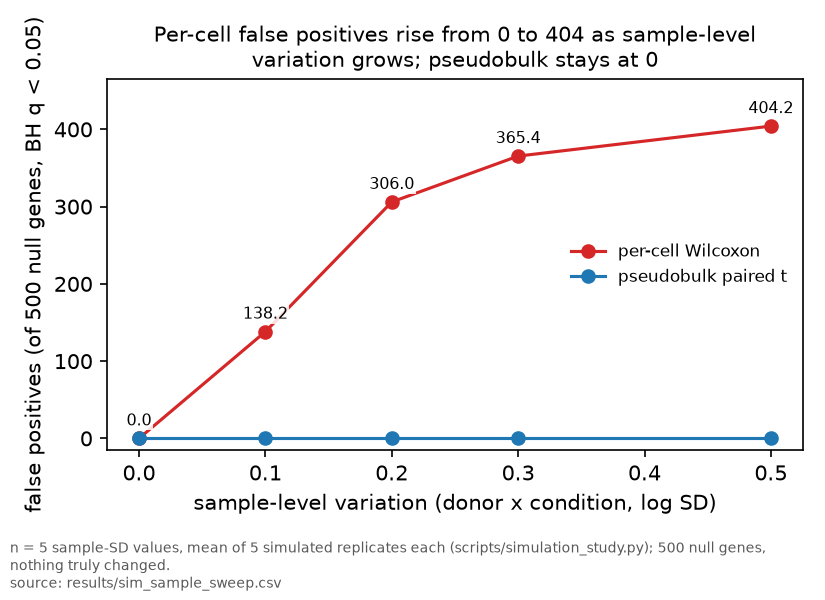 Per-cell false positives rise from 0 to 404 as sample-level
variation grows; pseudobulk stays at 0
false positives (of 500 null genes, BH q < 0.05)
400
300
200
100
0
0.0
138.2
306.0
365.4
404.2
per-cell Wilcoxon
pseudobulk paired t
0.0 0.1 0.2 0.3 0.4 0.5
sample-level variation (donor x condition, log SD)
n = 5 sample-SD values, mean of 5 simulated replicates each (scripts/simulation_study.py); 500 null genes,
nothing truly changed.
source: results/sim_sample_sweep.csv